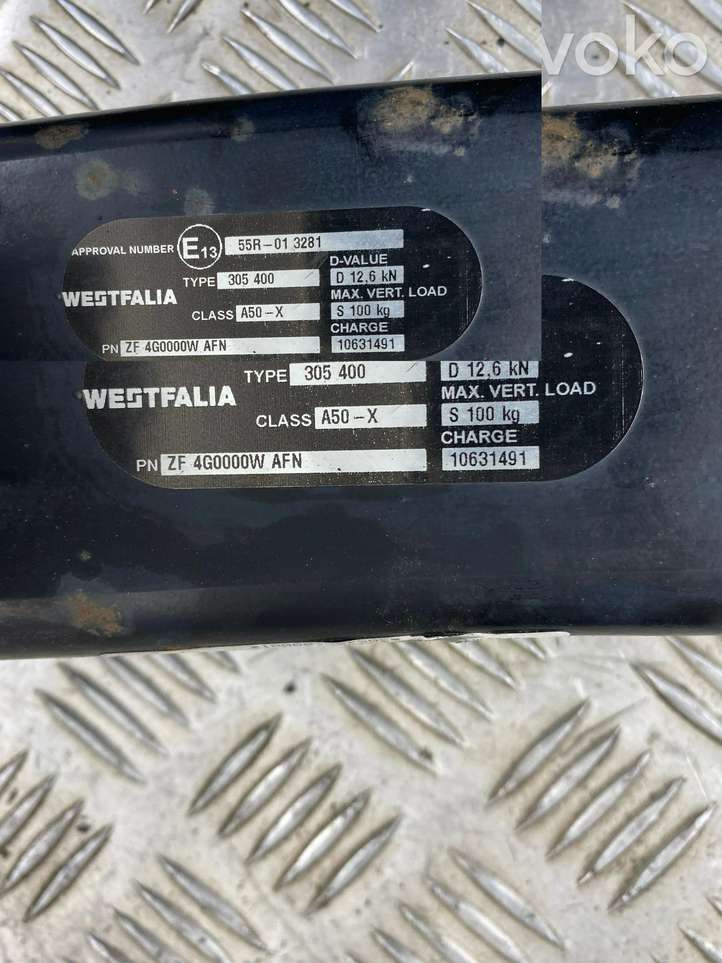 voko
APPROVAL NUMBER E13 55R-01 3281
D-VALUE
TYPE 305 400 D 12,6 kN
WESTFALIA MAX. VERT. LOAD
CLASS A50-X S 100 kg
CHARGE
PN ZF 4G0000W AFN 10631491
TYPE 305 400 D 12,6 kN
WESTFALIA MAX. VERT. LOAD
CLASS A50-X S 100 kg
CHARGE
PN ZF 4G0000W AFN 10631491